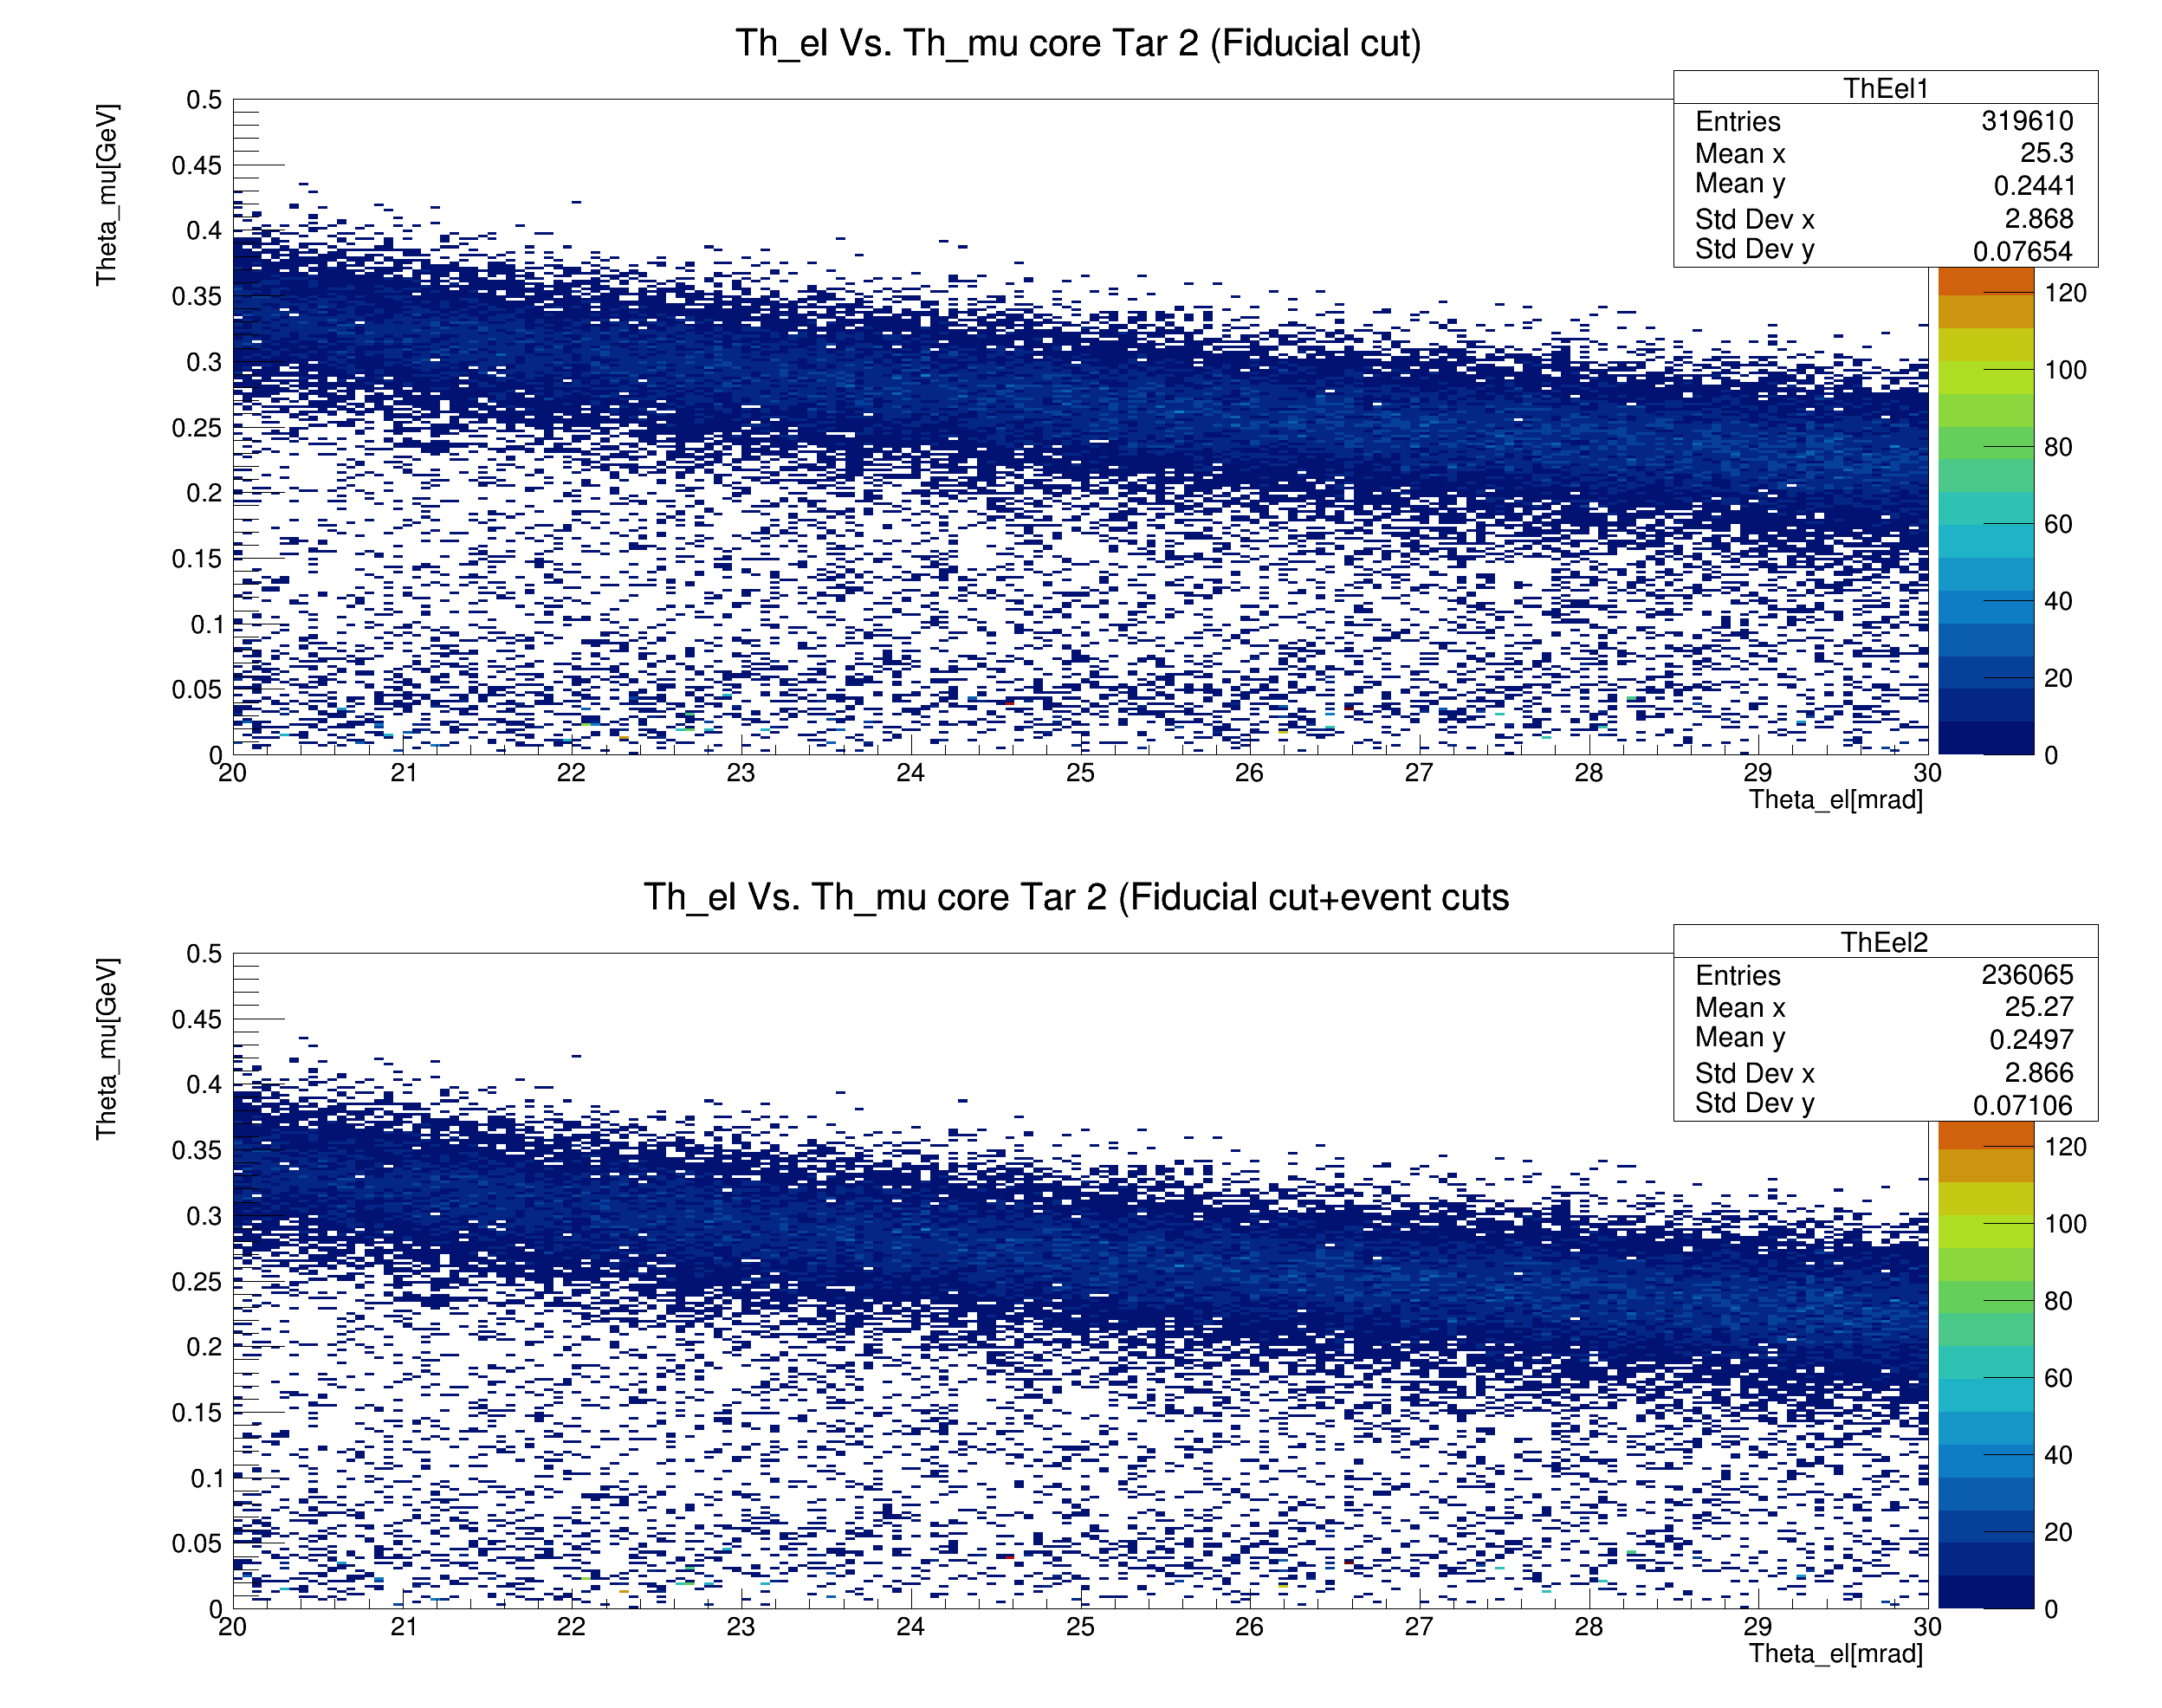 Th_el Vs. Th_mu core Tar 2 (Fiducial cut)
Theta_mu[GeV]
0.5
0.45
0.4
0.35
0.3
0.25
0.2
0.15
0.1
0.05
0
20 21 22 23 24 25 26 27 28 29 30
Theta_el[mrad]
ThEel1
Entries 319610
Mean x 25.3
Mean y 0.2441
Std Dev x 2.868
Std Dev y 0.07654
120
100
80
60
40
20
0
Th_el Vs. Th_mu core Tar 2 (Fiducial cut+event cuts
Theta_mu[GeV]
0.5
0.45
0.4
0.35
0.3
0.25
0.2
0.15
0.1
0.05
0
20 21 22 23 24 25 26 27 28 29 30
Theta_el[mrad]
ThEel2
Entries 236065
Mean x 25.27
Mean y 0.2497
Std Dev x 2.866
Std Dev y 0.07106
120
100
80
60
40
20
0